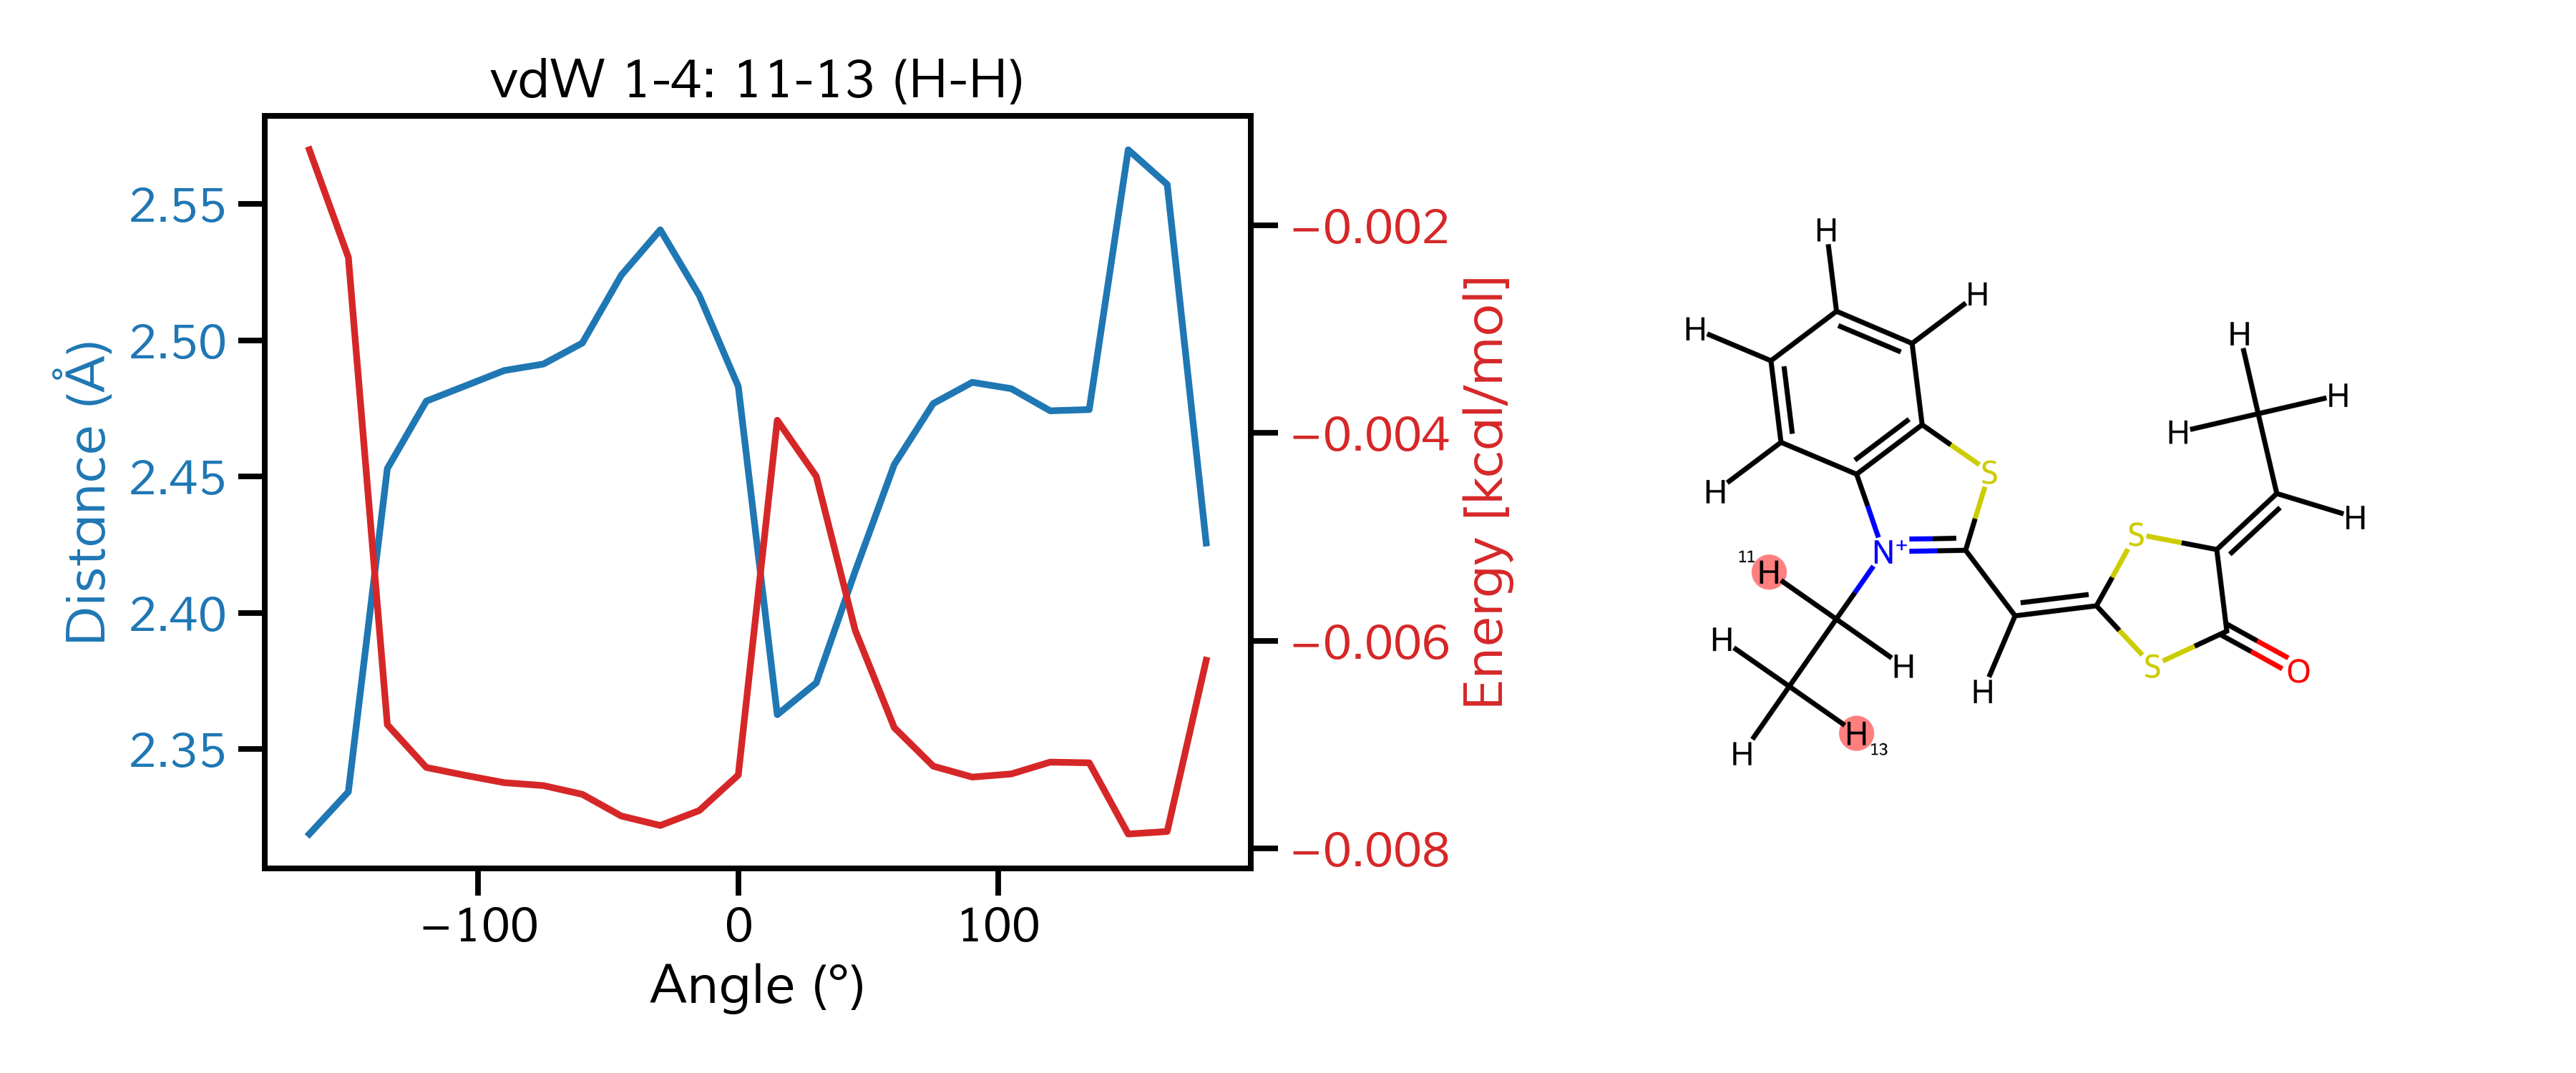 vdW 1-4: 11-13 (H-H)
Distance (Å)
2.55
2.50
2.45
2.40
2.35
−100
0
100
Angle (°)
−0.002
−0.004
−0.006
−0.008
Energy [kcal/mol]
H
H
H
H
H
H
H
S
H
S
N+
11
H
H
H
H
S
O
H
H
13
H